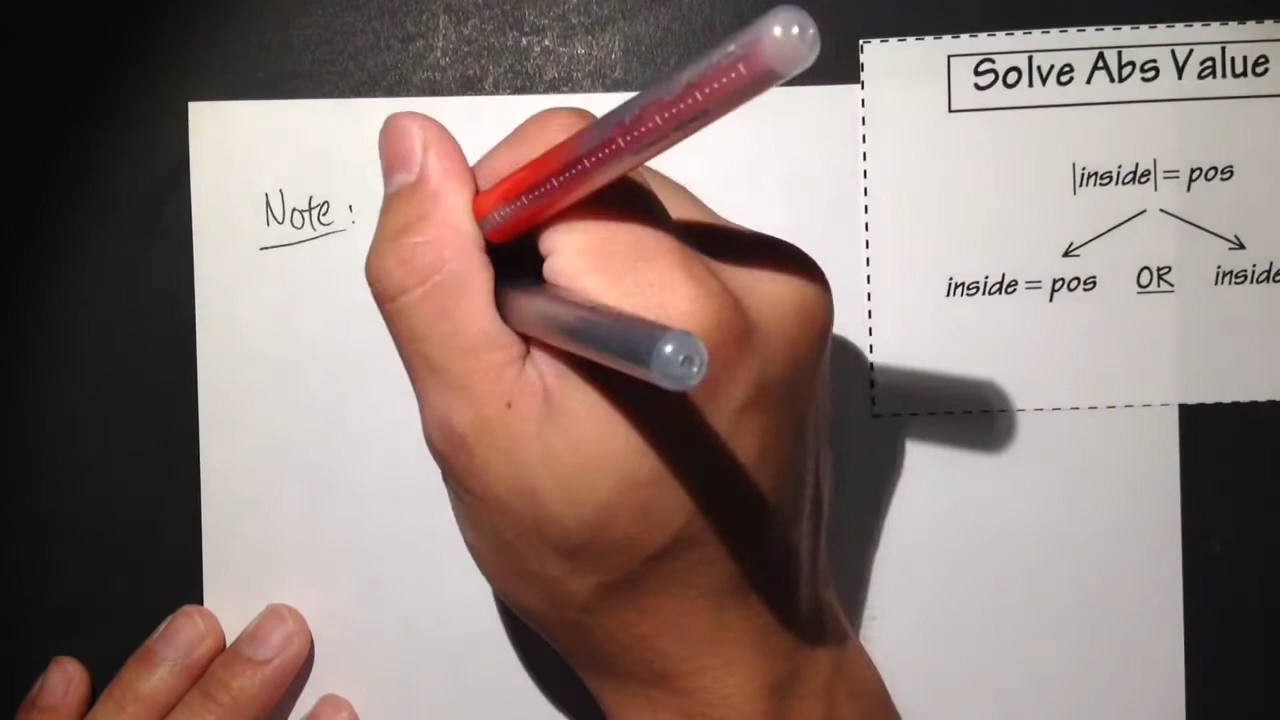 Note:
Solve Abs Value
|inside| = pos
inside = pos OR inside